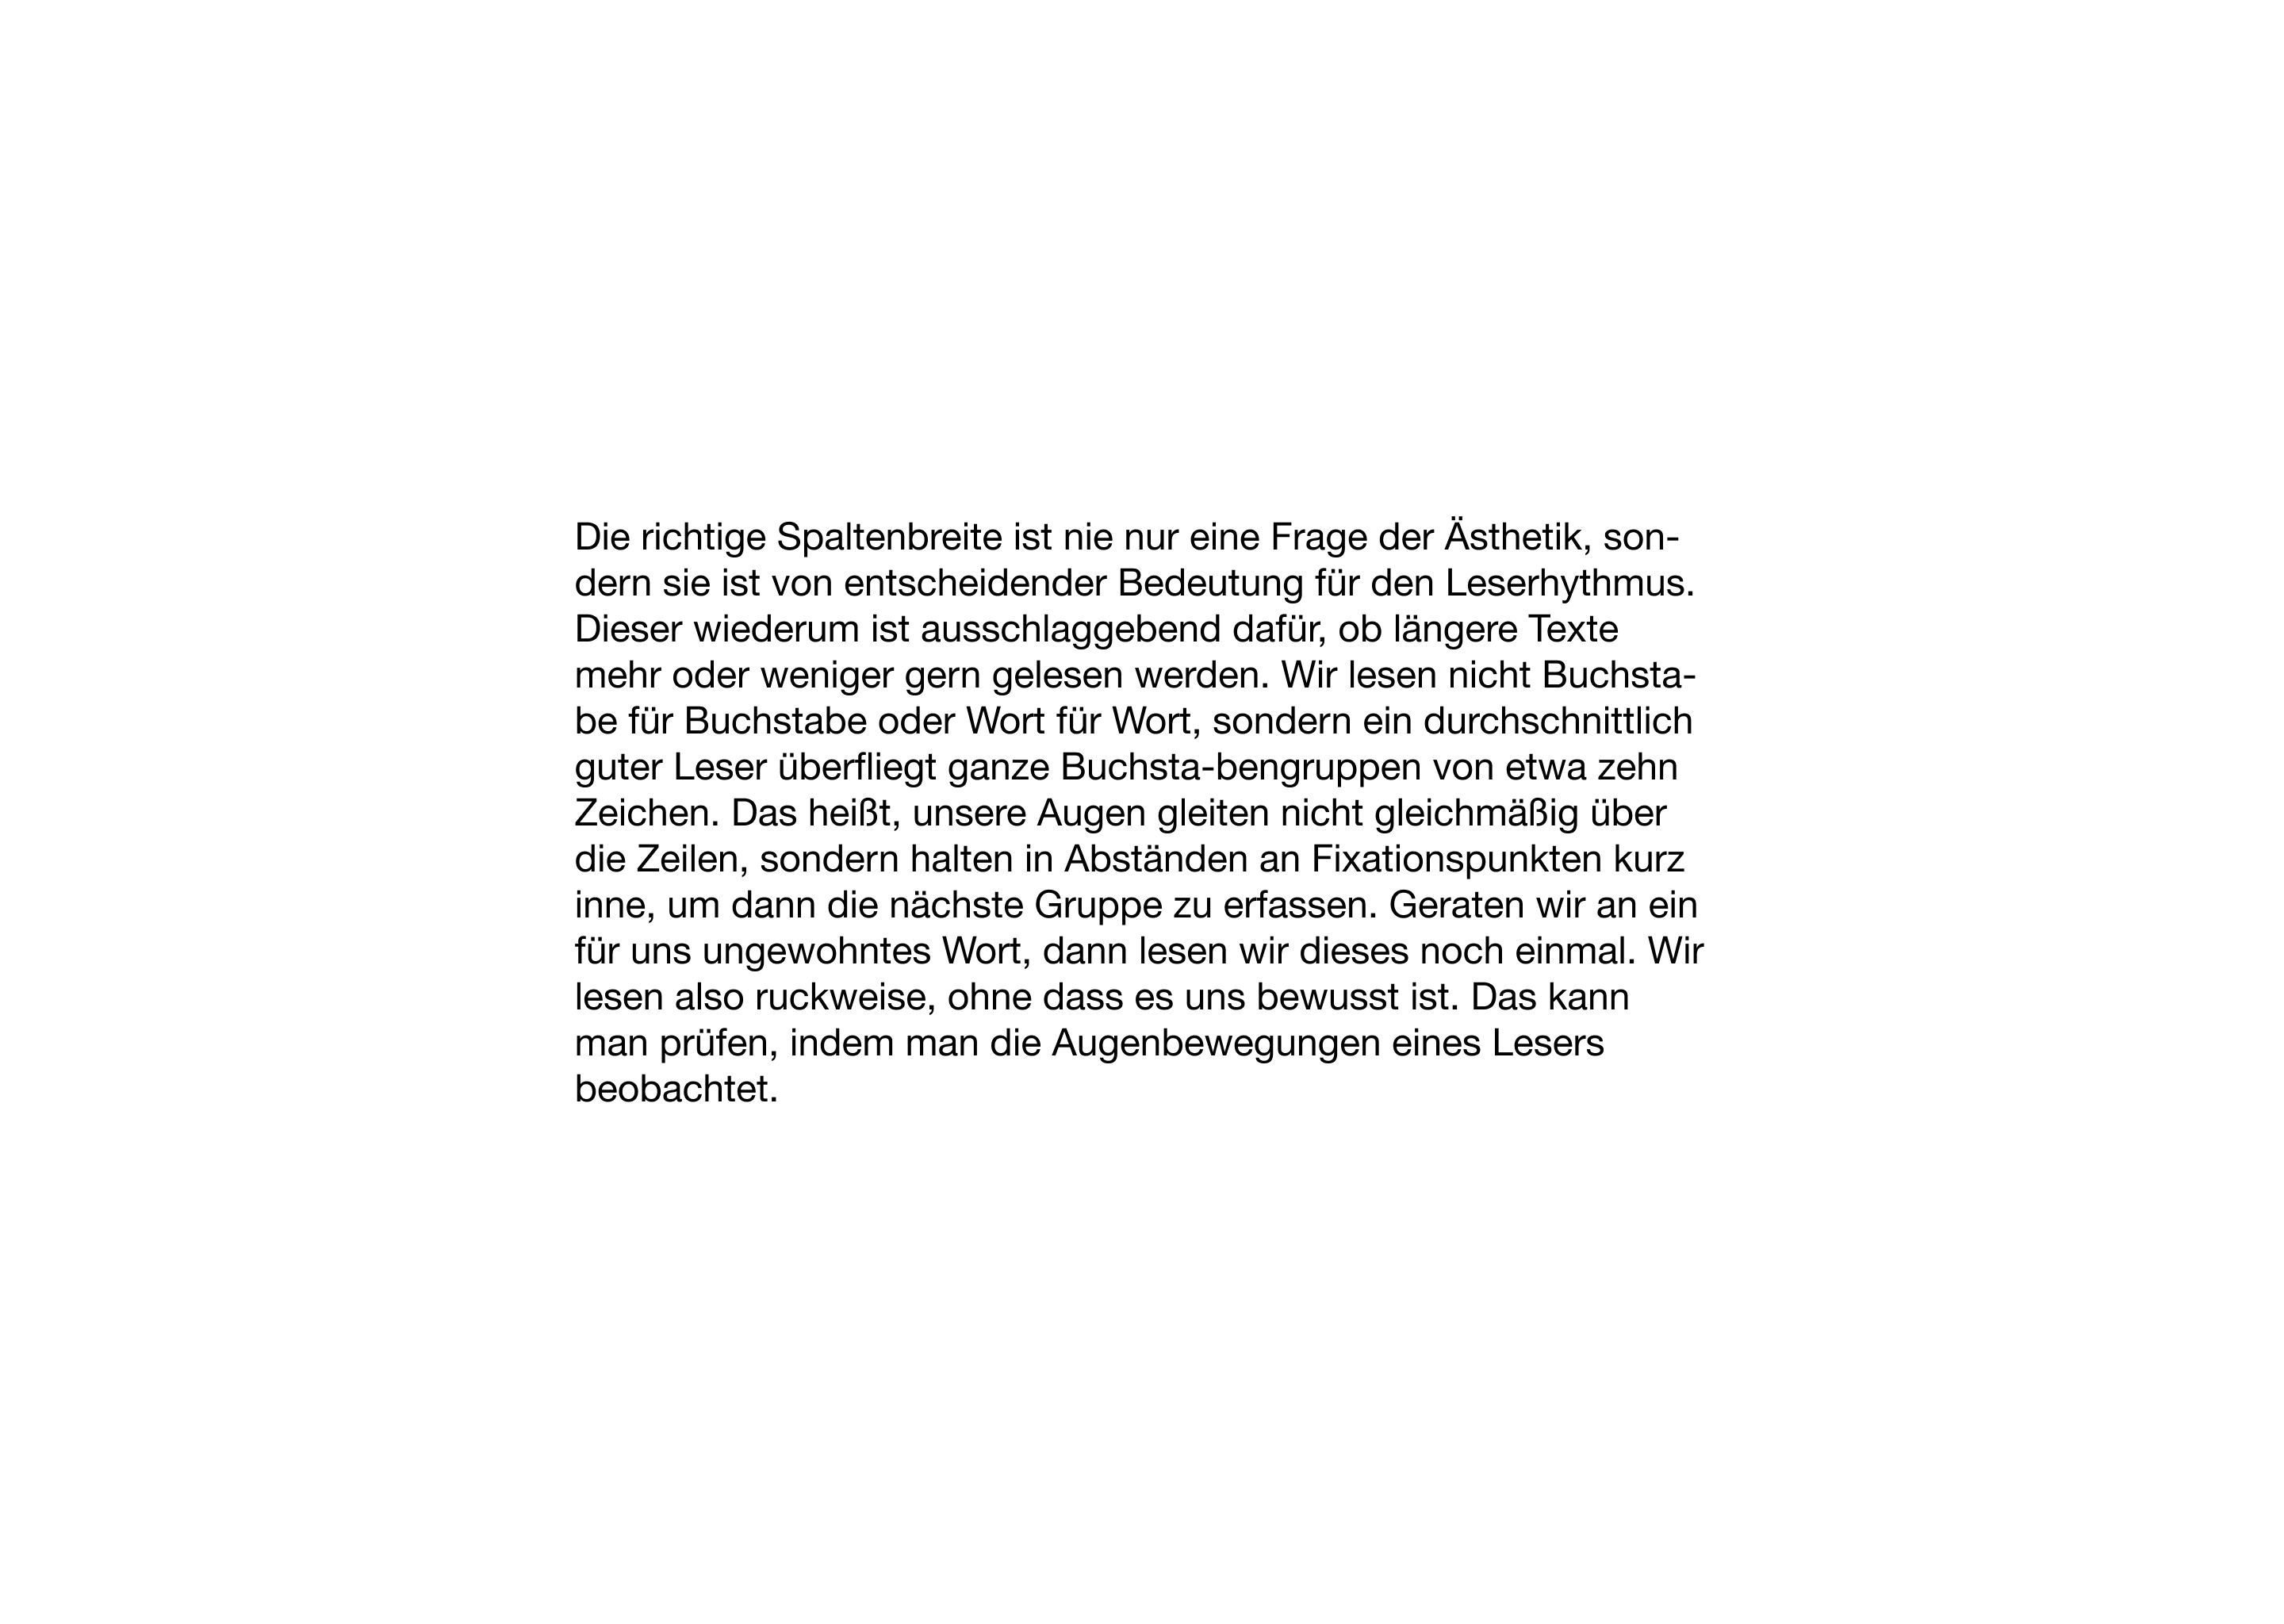 Die richtige Spaltenbreite ist nie nur eine Frage der Ästhetik, son-
dern sie ist von entscheidender Bedeutung für den Leserhythmus.
Dieser wiederum ist ausschlaggebend dafür, ob längere Texte
mehr oder weniger gern gelesen werden. Wir lesen nicht Buchsta-
be für Buchstabe oder Wort für Wort, sondern ein durchschnittlich
guter Leser überfliegt ganze Buchsta-bengruppen von etwa zehn
Zeichen. Das heißt, unsere Augen gleiten nicht gleichmäßig über
die Zeilen, sondern halten in Abständen an Fixationspunkten kurz
inne, um dann die nächste Gruppe zu erfassen. Geraten wir an ein
für uns ungewohntes Wort, dann lesen wir dieses noch einmal. Wir
lesen also ruckweise, ohne dass es uns bewusst ist. Das kann
man prüfen, indem man die Augenbewegungen eines Lesers
beobachtet.